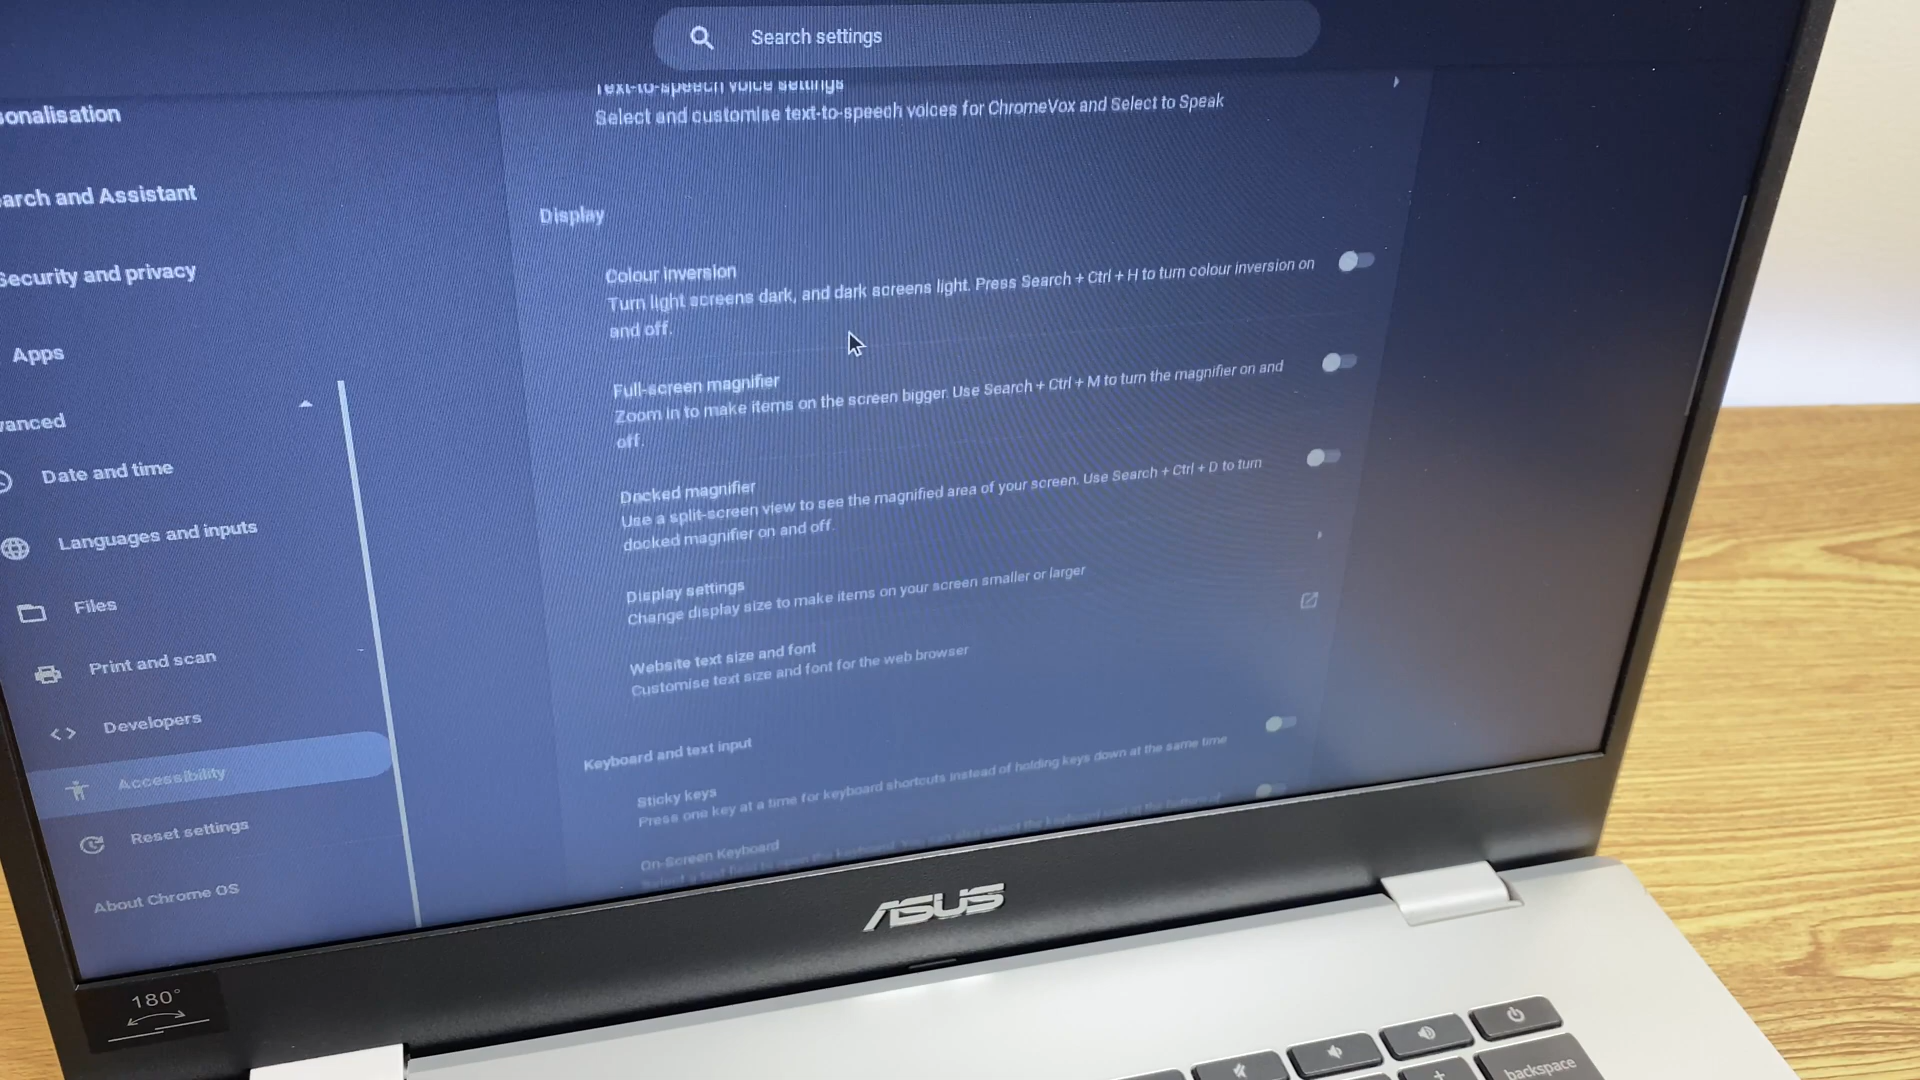 Search settings
Text-to-speech voice settings
Select and customise text-to-speech voices for ChromeVox and Select to Speak
sonalisation
arch and Assistant
Security and privacy
Apps
vanced
Date and time
Languages and inputs
Files
Print and scan
Developers
Accessibility
Reset settings
About Chrome OS
Display
Colour inversion
Turn light screens dark, and dark screens light. Press Search + Ctrl + H to turn colour inversion on
and off.
Full-screen magnifier
Zoom in to make items on the screen bigger. Use Search + Ctrl + M to turn the magnifier on and
off.
Docked magnifier
Use a split-screen view to see the magnified area of your screen. Use Search + Ctrl + D to turn
docked magnifier on and off.
Display settings
Change display size to make items on your screen smaller or larger
Website text size and font
Customise text size and font for the web browser
Keyboard and text input
Sticky keys
Press one key at a time for keyboard shortcuts instead of holding keys down at the same time
On-Screen Keyboard
ASUS
180°
+
backspace